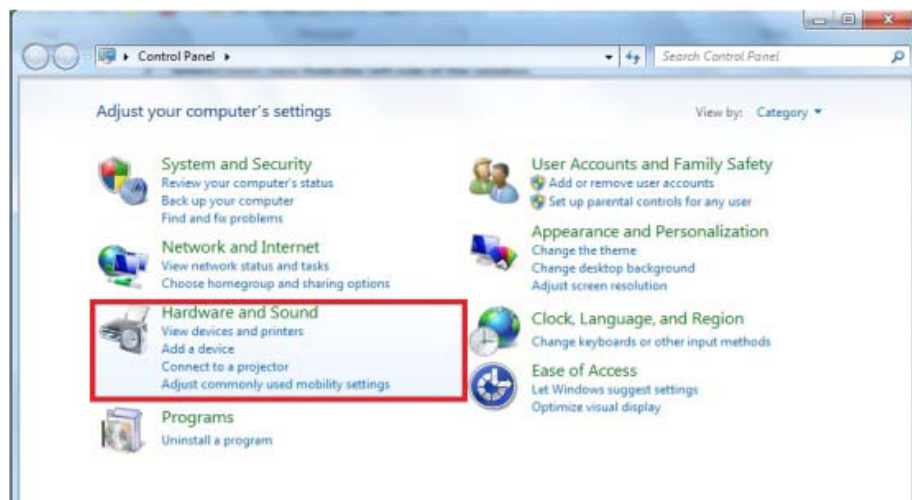 Control Panel
Search Control Panel
Adjust your computer's settings
View by: Category
System and Security
Review your computer's status
Back up your computer
Find and fix problems
Network and Internet
View network status and tasks
Choose homegroup and sharing options
Hardware and Sound
View devices and printers
Add a device
Connect to a projector
Adjust commonly used mobility settings
Programs
Uninstall a program
User Accounts and Family Safety
Add or remove user accounts
Set up parental controls for any user
Appearance and Personalization
Change the theme
Change desktop background
Adjust screen resolution
Clock, Language, and Region
Change keyboards or other input methods
Ease of Access
Let Windows suggest settings
Optimize visual display